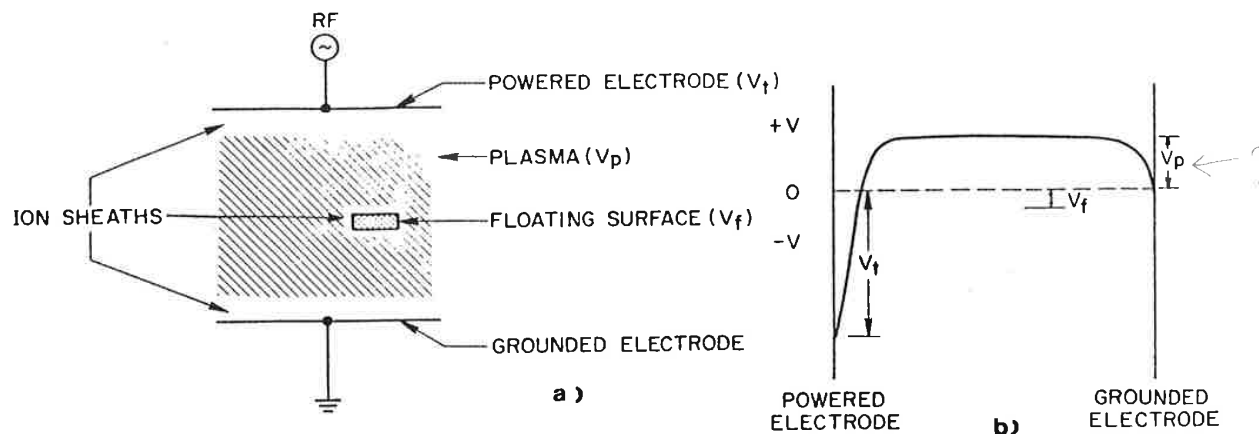 RF
POWERED ELECTRODE (Vt)
PLASMA (Vp)
ION SHEATHS
FLOATING SURFACE (Vf)
GROUNDED ELECTRODE
a)
+V
0
-V
Vt
Vp
?
Vf
POWERED
ELECTRODE
GROUNDED
ELECTRODE
b)